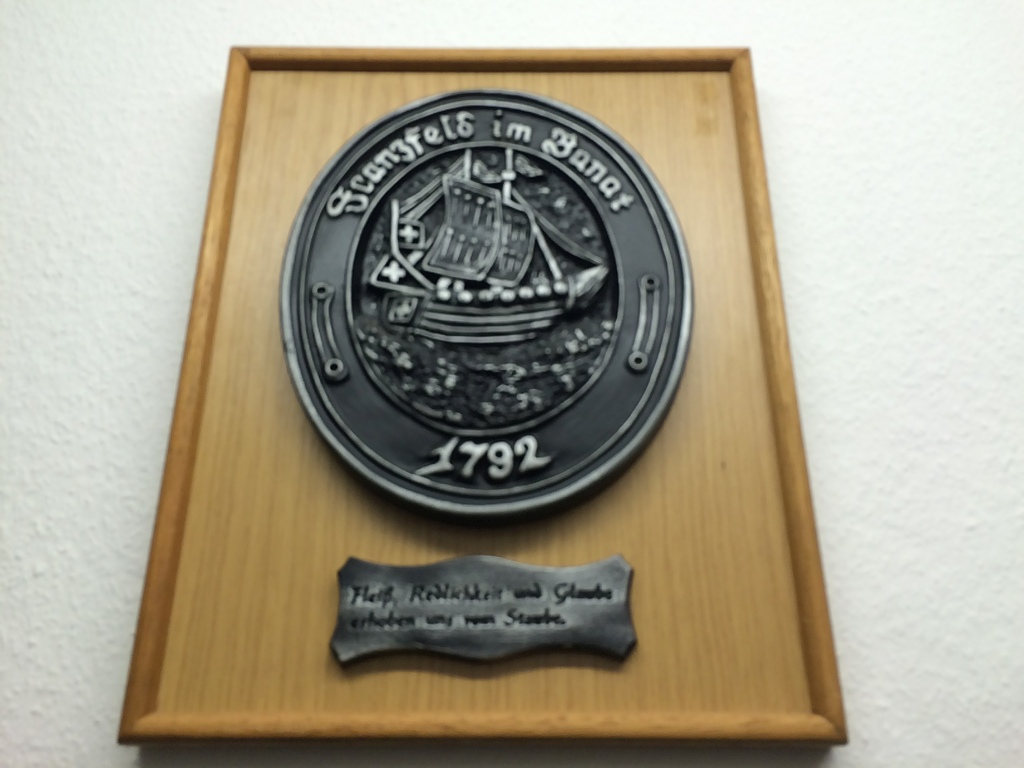 Franzfeld im Banat
1792
Fleiß, Redlichkeit und Glaube
erhoben uns vom Staube.